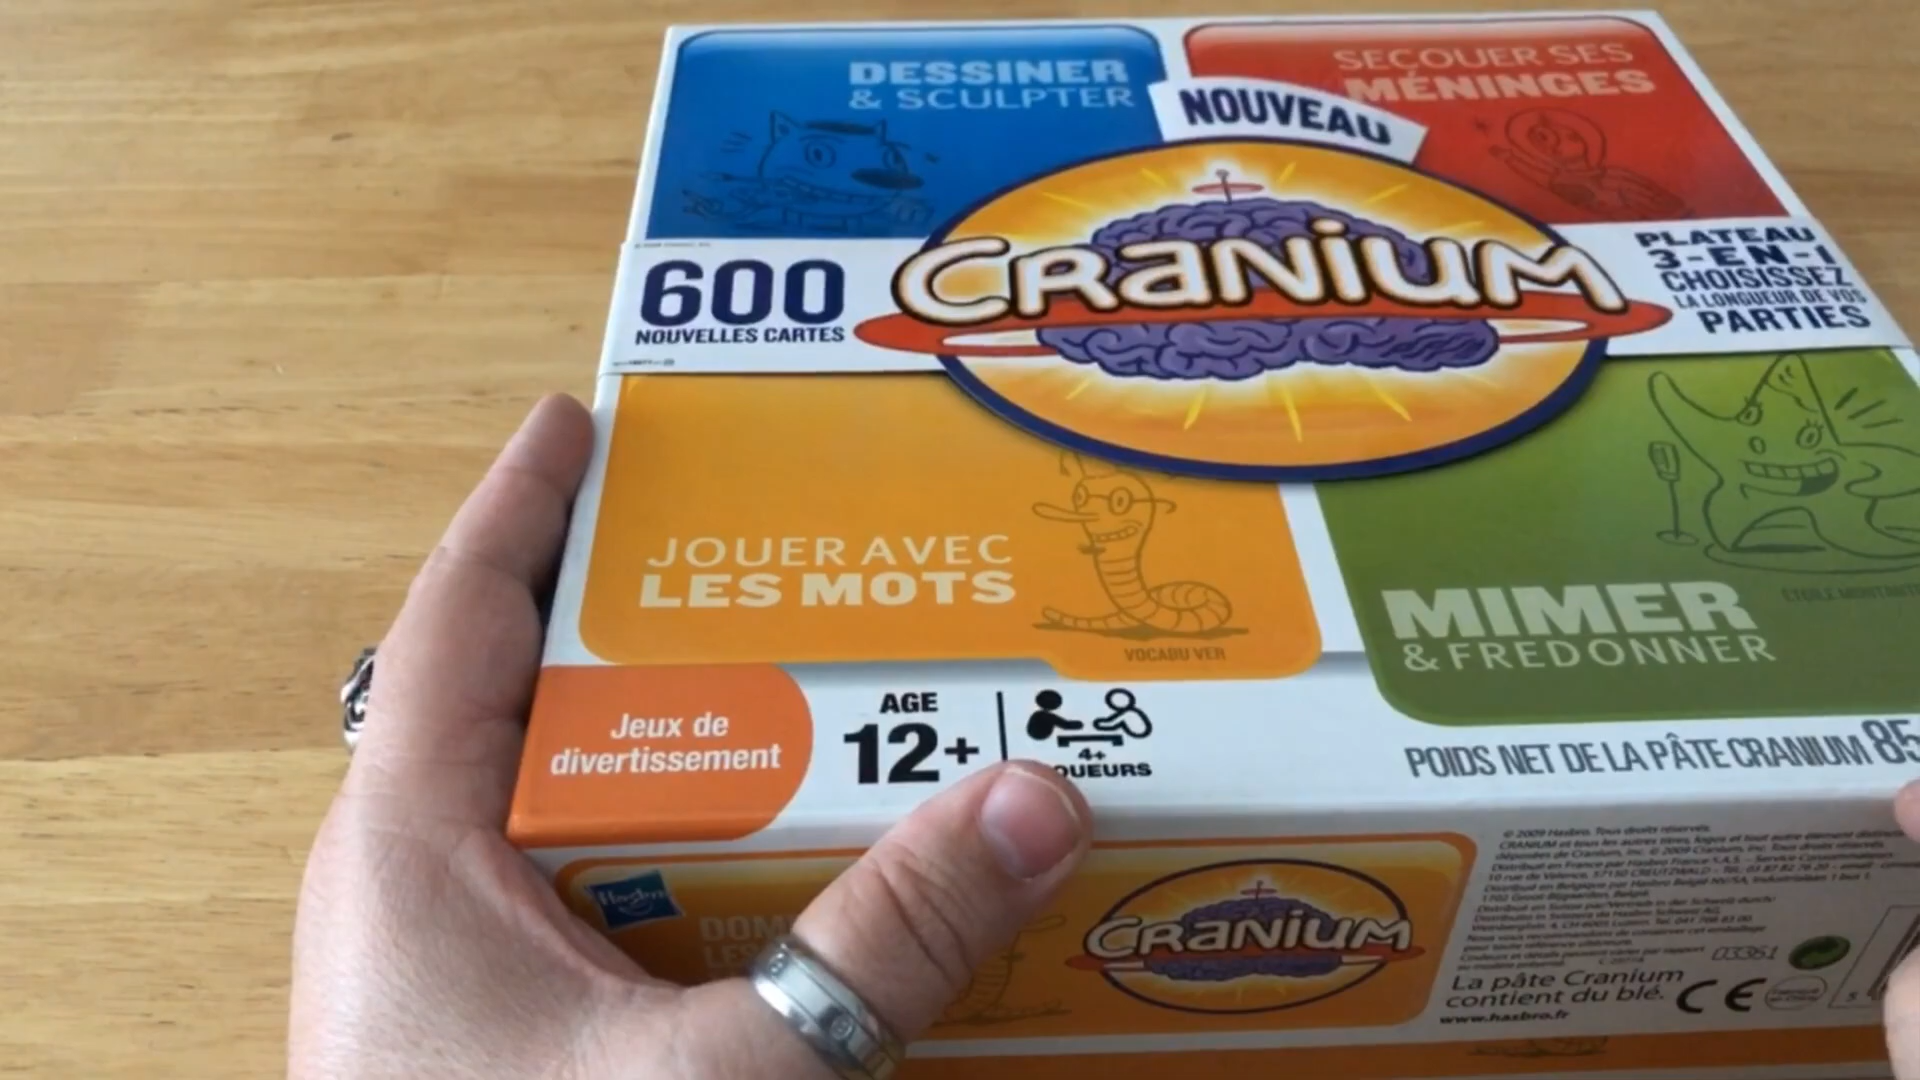 DESSINER
& SCULPTER
SECOUER SES
MÉNINGES
NOUVEAU
CRANIUM
600
NOUVELLES CARTES
PLATEAU
3-EN-1
CHOISISSEZ
LA LONGUEUR DE VOS
PARTIES
JOUER AVEC
LES MOTS
VOCABU VER
MIMER
& FREDONNER
Jeux de
divertissement
AGE
12+
4+
POIDS NET DE LA PÂTE CRANIUM 85
Hasbro
CRANIUM
© 2009 Hasbro. Tous droits réservés.
La pâte Cranium
contient du blé.
CE
www.hasbro.fr